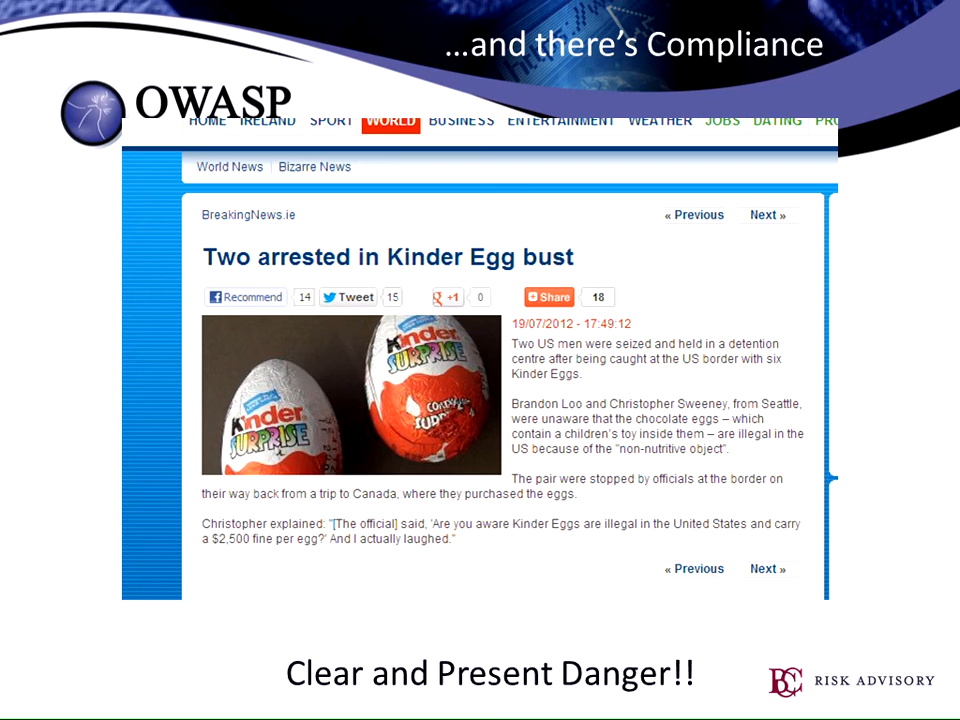 …and there’s Compliance
OWASP
HOME IRELAND SPORT WORLD BUSINESS ENTERTAINMENT WEATHER JOBS DATING
World News | Bizarre News
BreakingNews.ie
« Previous Next »
Two arrested in Kinder Egg bust
Recommend 14 Tweet 15 +1 0 Share 18
19/07/2012 - 17:49:12
Two US men were seized and held in a detention
centre after being caught at the US border with six
Kinder Eggs.
Brandon Loo and Christopher Sweeney, from Seattle,
were unaware that the chocolate eggs – which
contain a children's toy inside them – are illegal in the
US because of the "non-nutritive object".
The pair were stopped by officials at the border on
their way back from a trip to Canada, where they purchased the eggs.
Christopher explained: "[The official] said, 'Are you aware Kinder Eggs are illegal in the United States and carry
a $2,500 fine per egg?' And I actually laughed."
Kinder
SURPRISE
Kinder
SURPRISE
« Previous Next »
Clear and Present Danger!!
BC RISK ADVISORY